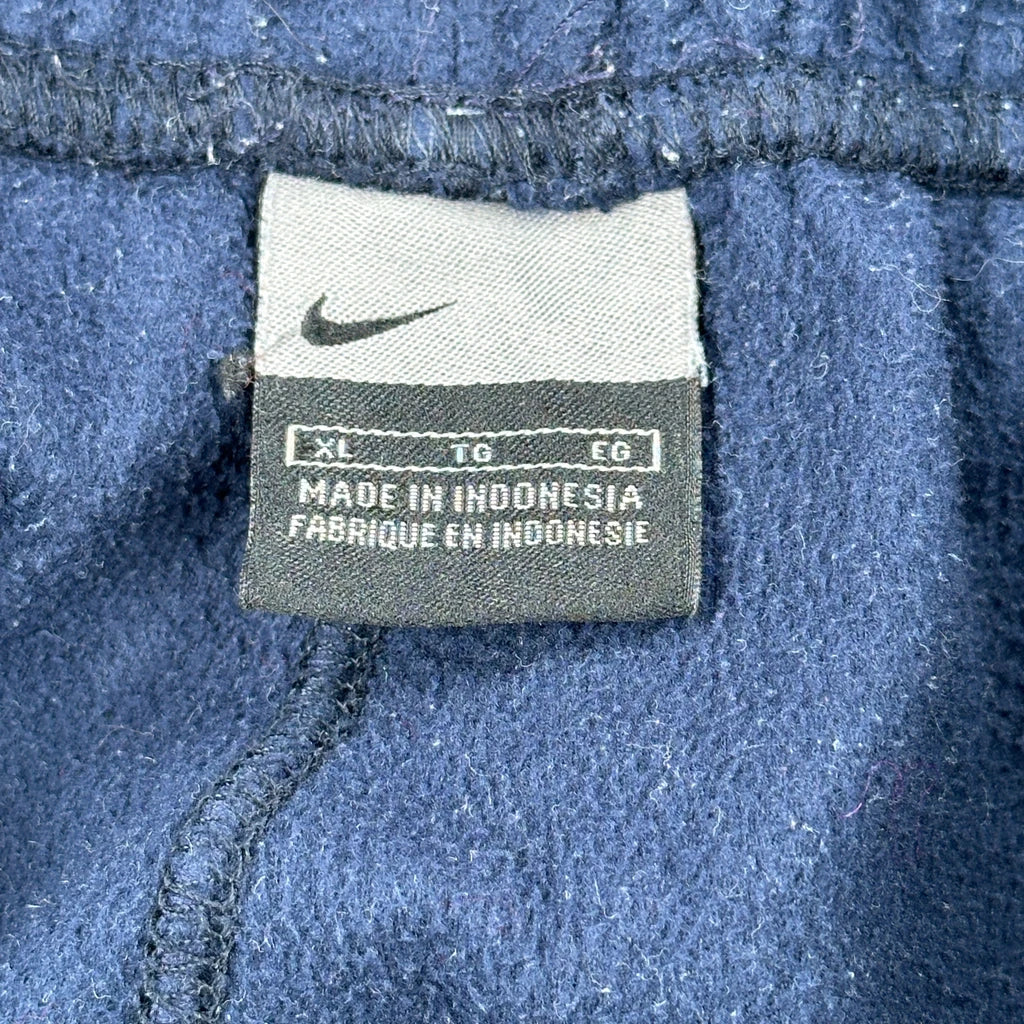 XL TG EG
MADE IN INDONESIA
FABRIQUE EN INDONESIE